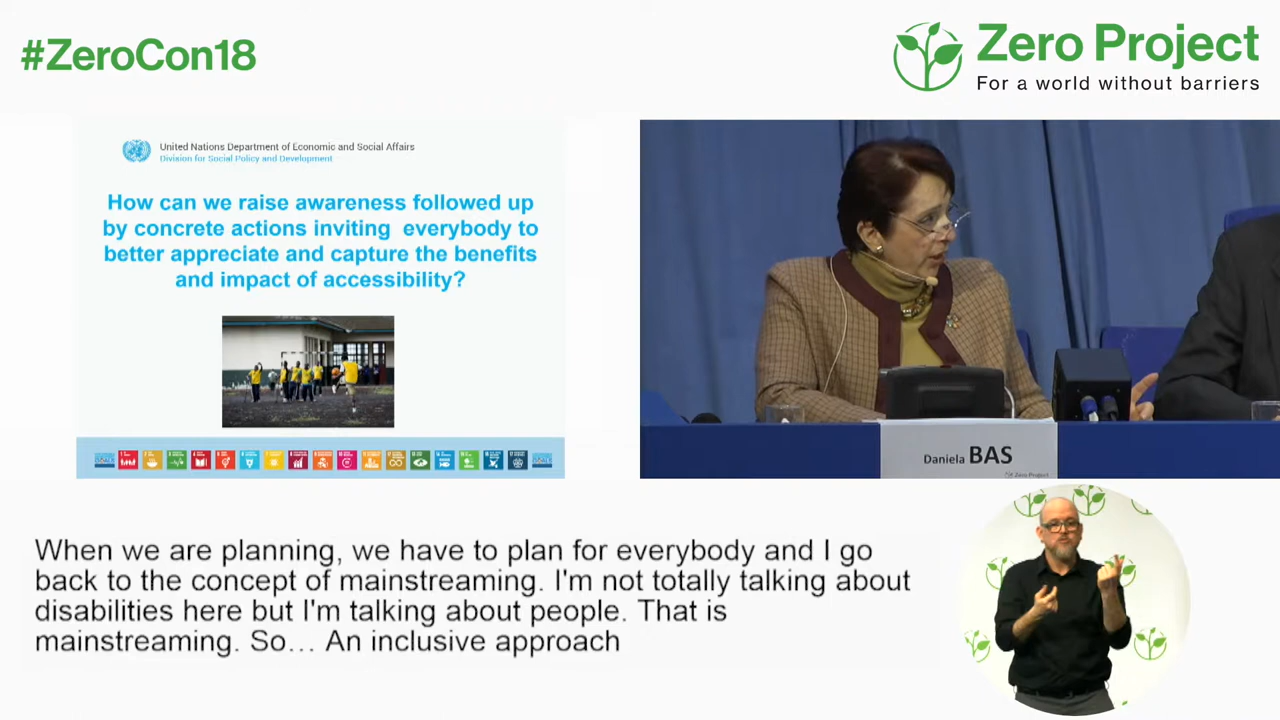 #ZeroCon18
Zero Project
For a world without barriers
United Nations Department of Economic and Social Affairs
Division for Social Policy and Development
How can we raise awareness followed up
by concrete actions inviting everybody to
better appreciate and capture the benefits
and impact of accessibility?
Daniela BAS
Zero Project
When we are planning, we have to plan for everybody and I go
back to the concept of mainstreaming. I'm not totally talking about
disabilities here but I'm talking about people. That is
mainstreaming. So... An inclusive approach